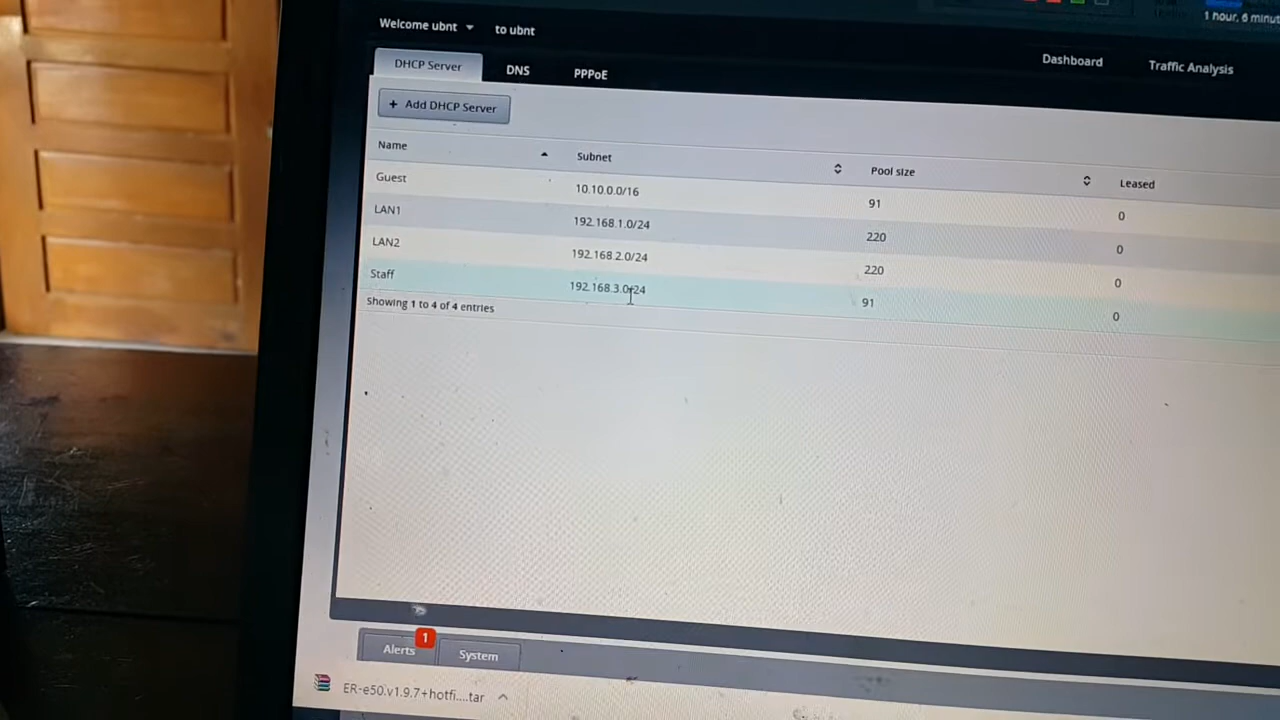 1 hour, 6 minut
Welcome ubnt to ubnt
Dashboard Traffic Analysis
DHCP Server DNS PPPoE
+ Add DHCP Server
Name Subnet Pool size Leased
Guest 10.10.0.0/16 91 0
LAN1 192.168.1.0/24 220 0
LAN2 192.168.2.0/24 220 0
Staff 192.168.3.0/24 91 0
Showing 1 to 4 of 4 entries
Alerts 1 System
ER-e50.v1.9.7+hotfi....tar